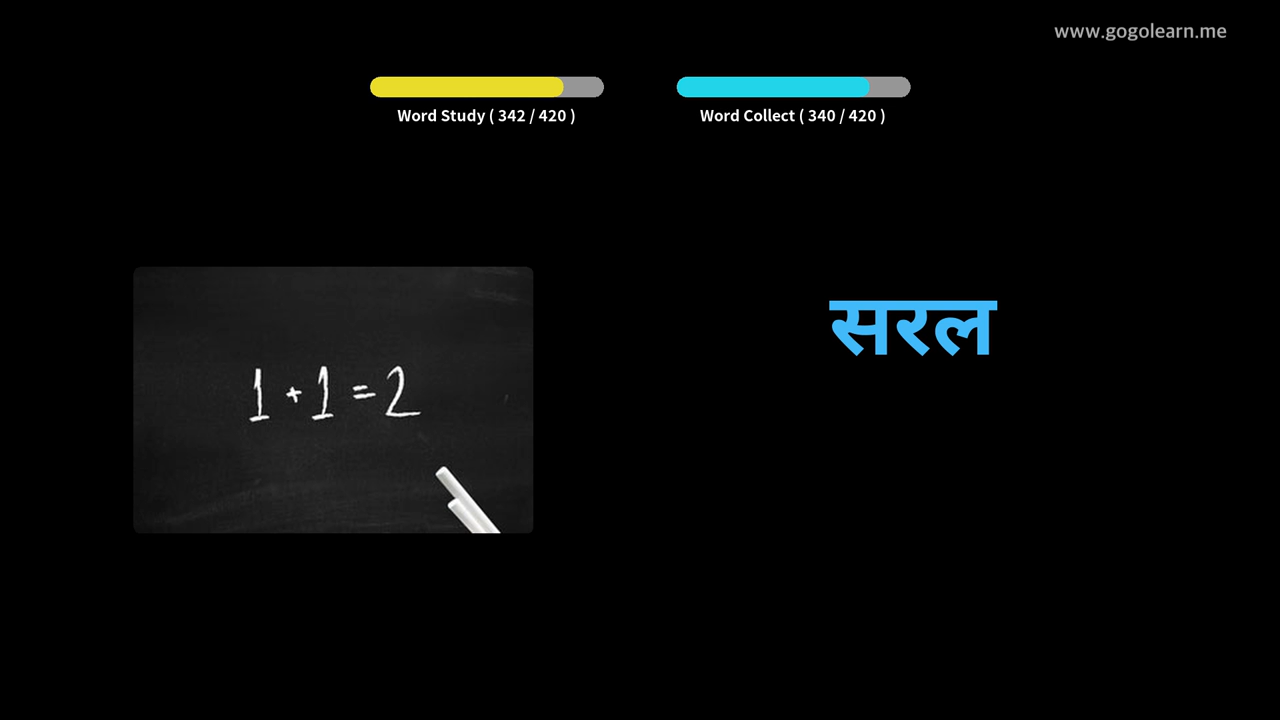 www.gogolearn.me
Word Study ( 342 / 420 )
Word Collect ( 340 / 420 )
1 + 1 = 2
सरल